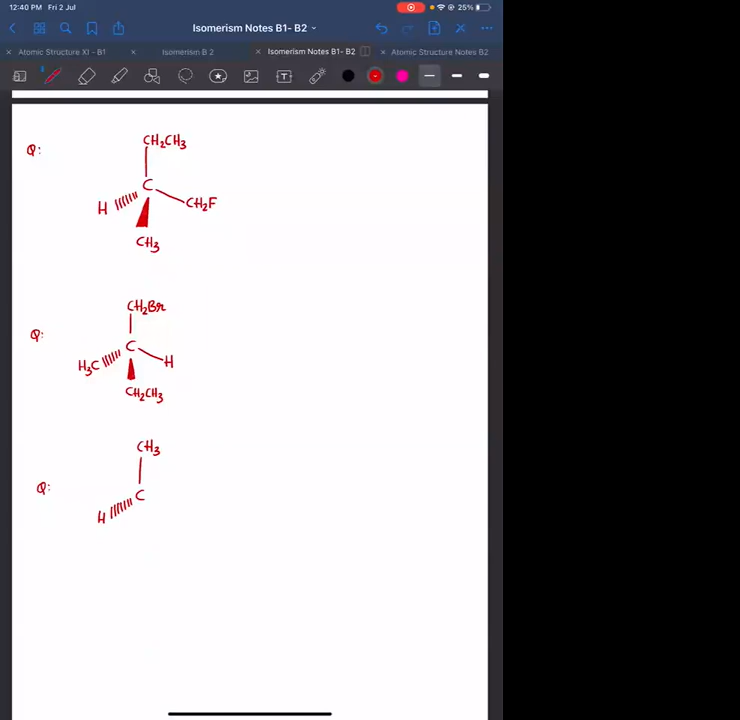 12:40 PM Fri 2 Jul
25%
Isomerism Notes B1- B2
Atomic Structure XI - B1
Isomerism B 2
Isomerism Notes B1- B2
Atomic Structure Notes B2
Q:
CH2CH3
C
H
CH2F
CH3
Q:
CH2Br
C
H3C
H
CH2CH3
Q:
CH3
C
H